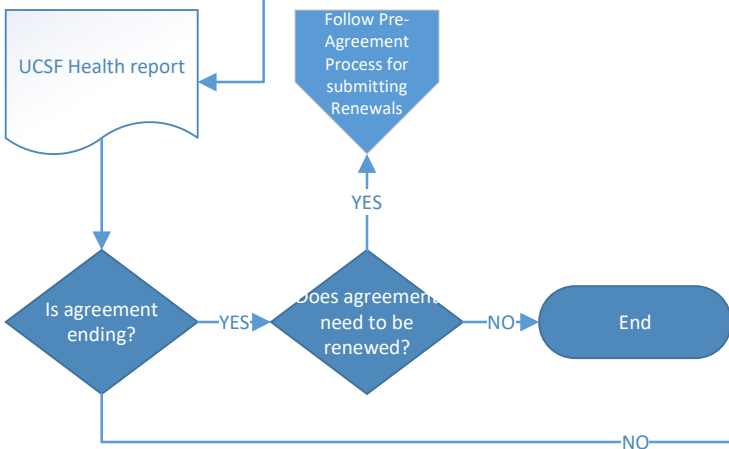 UCSF Health report
Follow Pre-
Agreement
Process for
submitting
Renewals
YES
Is agreement
ending?
YES
Does agreement
need to be
renewed?
NO
End
NO